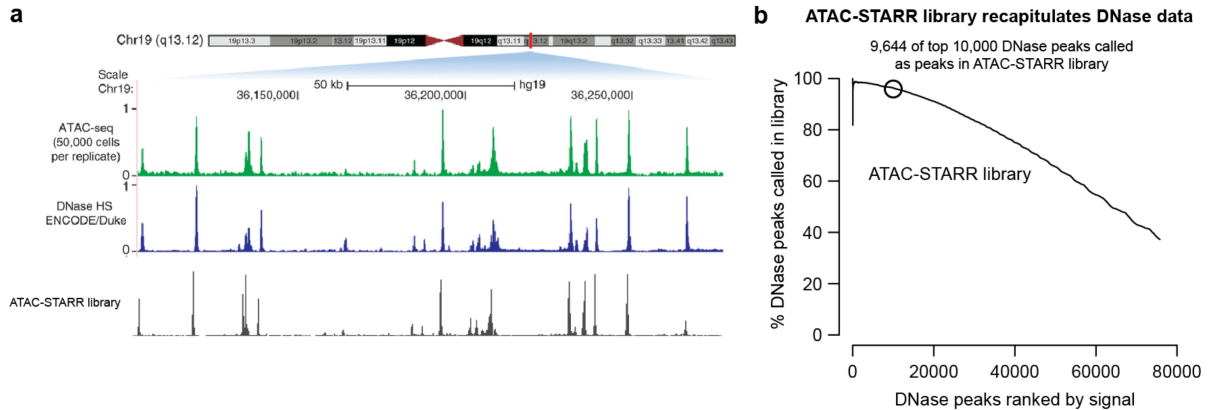 a
Chr19 (q13.12)
19p13.3
19p13.2
13.12
19p13.11
19p12
19q12
q13.11
q13.12
19q13.2
q13.32
q13.33
13.41
q13.42
q13.43
Scale
Chr19:
50 kb
hg19
36,150,000|
36,200,000|
36,250,000|
1
ATAC-seq
(50,000 cells
per replicate)
0
1
DNase HS
ENCODE/Duke
0
ATAC-STARR library
b
ATAC-STARR library recapitulates DNase data
9,644 of top 10,000 DNase peaks called
as peaks in ATAC-STARR library
% DNase peaks called in library
100
80
60
40
20
0
ATAC-STARR library
0 20000 40000 60000 80000
DNase peaks ranked by signal